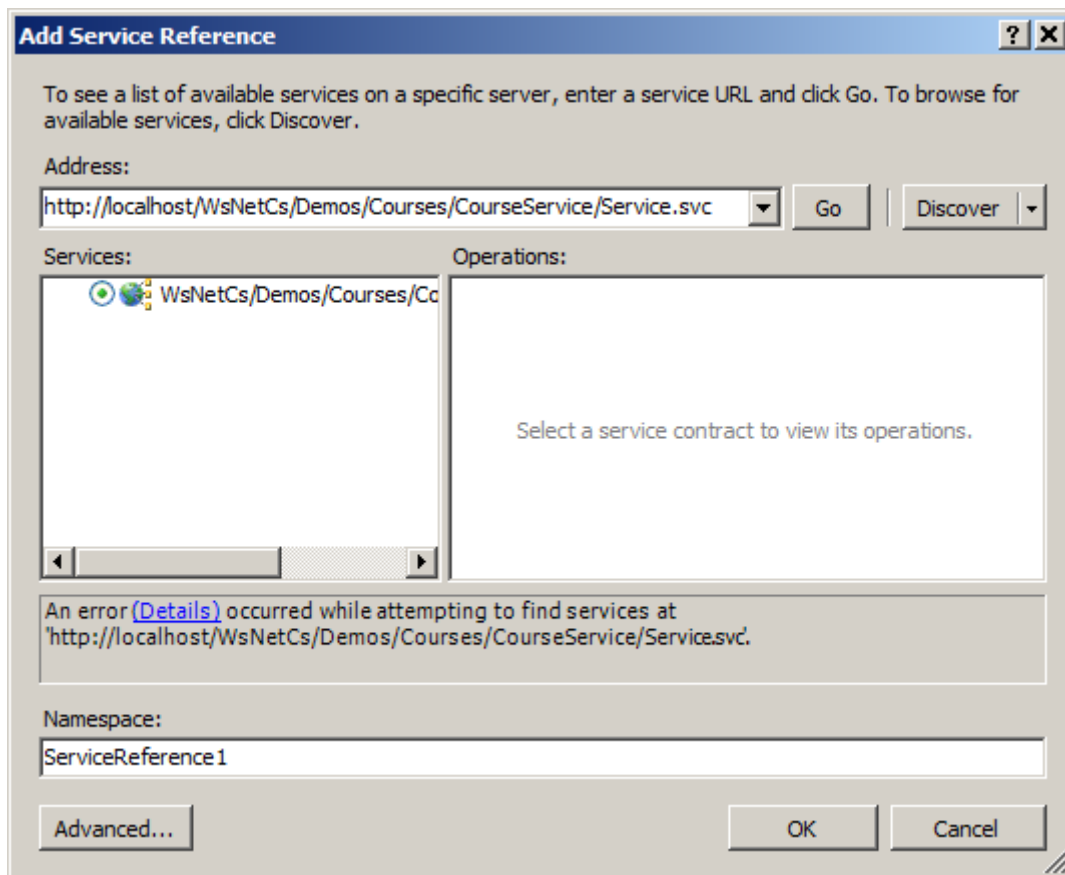 Add Service Reference
To see a list of available services on a specific server, enter a service URL and click Go. To browse for
available services, click Discover.
Address:
http://localhost/WsNetCs/Demos/Courses/CourseService/Service.svc
Go
Discover
Services:
Operations:
WsNetCs/Demos/Courses/Co
Select a service contract to view its operations.
An error (Details) occurred while attempting to find services at
'http://localhost/WsNetCs/Demos/Courses/CourseService/Service.svc'.
Namespace:
ServiceReference1
Advanced...
OK
Cancel